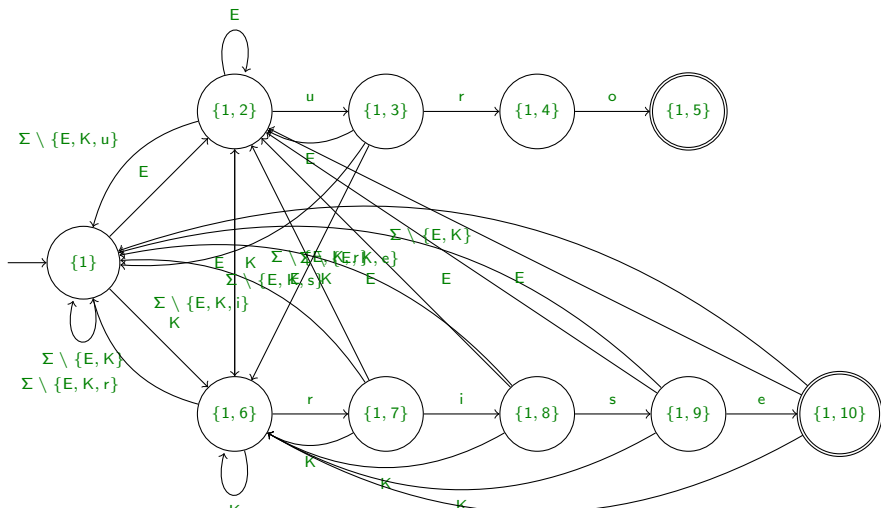 E
{1, 2}
u
{1, 3}
r
{1, 4}
o
{1, 5}
Σ \ {E, K, u}
E
E
{1}
Σ \ {E, K}
E
K
Σ \ {E, K, s}
K
E
E
E
Σ \ {E, K, i}
K
Σ \ {E, K}
Σ \ {E, K, r}
{1, 6}
r
{1, 7}
i
{1, 8}
s
{1, 9}
e
{1, 10}
K
K
K
K